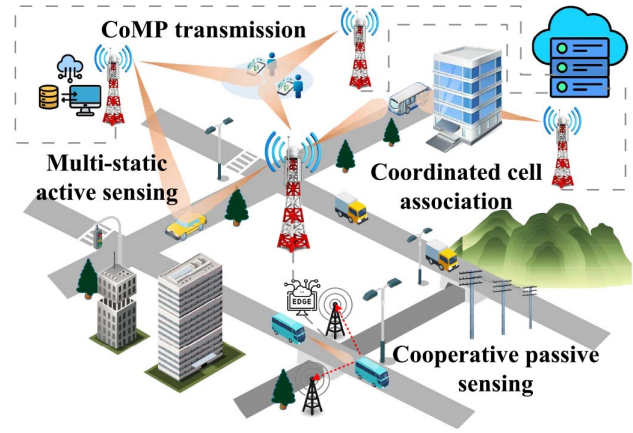 CoMP transmission
Multi-static
active sensing
Coordinated cell
association
EDGE
Cooperative passive
sensing